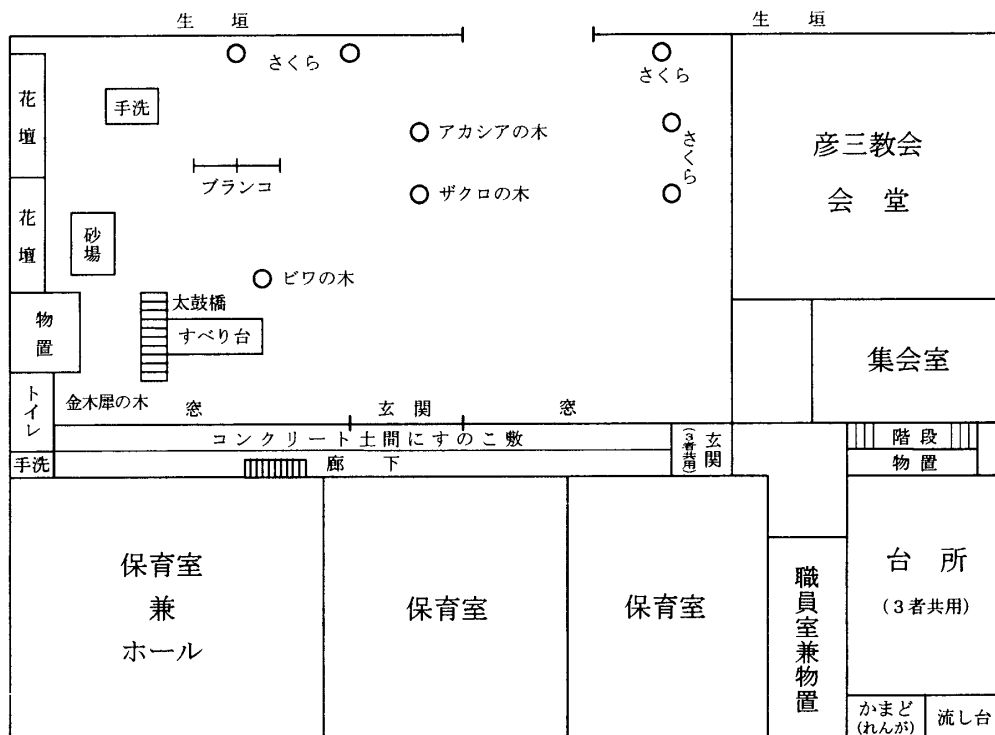 生垣
生垣
さくら
さくら
花壇
手洗
アカシアの木
さくら
彦三教会
会堂
ブランコ
ザクロの木
花壇
砂場
ビワの木
物置
太鼓橋
すべり台
集会室
トイレ
金木犀の木
窓
玄関
窓
コンクリート土間にすのこ敷
玄関
(3者共用)
階段
手洗
廊下
物置
保育室
兼
ホール
保育室
保育室
職員室兼物置
台所
(3者共用)
かまど
(れんが)
流し台